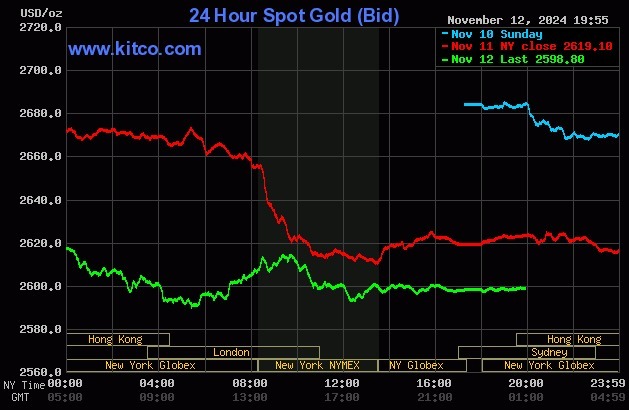 USD/oz 24 Hour Spot Gold (Bid)
November 12, 2024 19:55
www.kitco.com
Nov 10 Sunday
Nov 11 NY close 2619.10
Nov 12 Last 2598.80
2720.0
2700.0
2680.0
2660.0
2640.0
2620.0
2600.0
2580.0
2560.0
Hong Kong Hong Kong
London Sydney
New York Globex New York NYMEX NY Globex New York Globex
NY Time 00:00 04:00 08:00 12:00 16:00 20:00 23:59
GMT 05:00 09:00 13:00 17:00 21:00 01:00 04:59